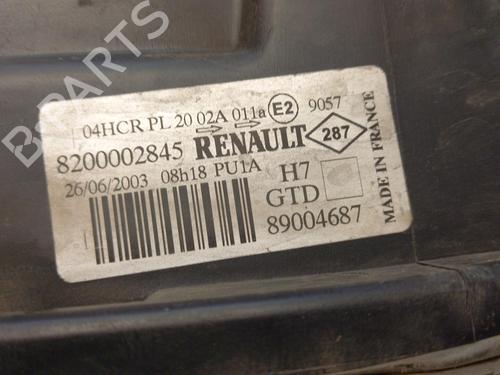 B-PARTS
04HCR PL 20 02A 011a E2 9057
8200002845 RENAULT 287
26/06/2003 08h18 PU1A H7
GTD
89004687
MADE IN FRANCE